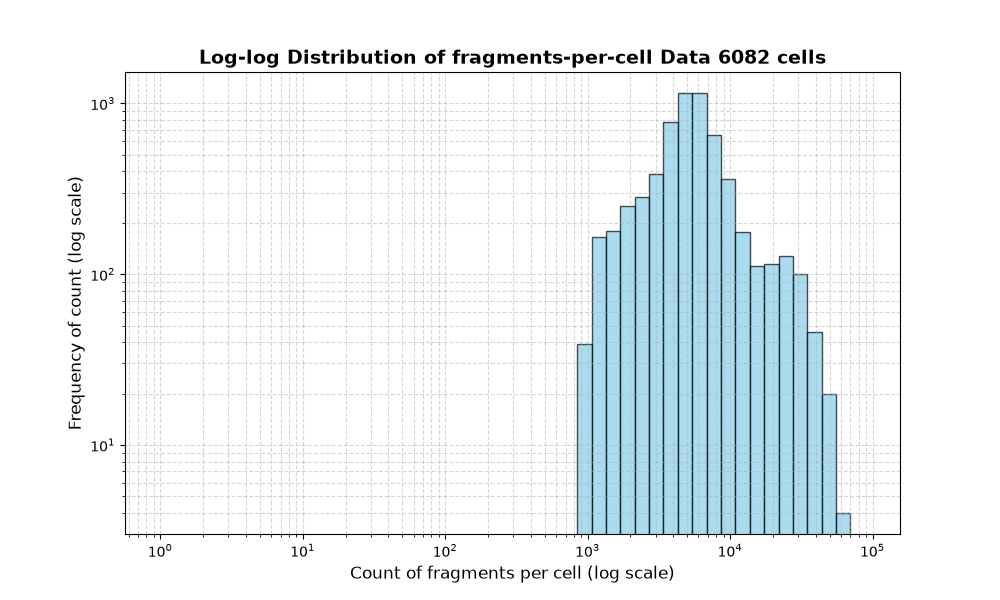 Log-log Distribution of fragments-per-cell Data 6082 cells
Frequency of count (log scale)
10³
10²
10¹
10⁰ 10¹ 10² 10³ 10⁴ 10⁵
Count of fragments per cell (log scale)